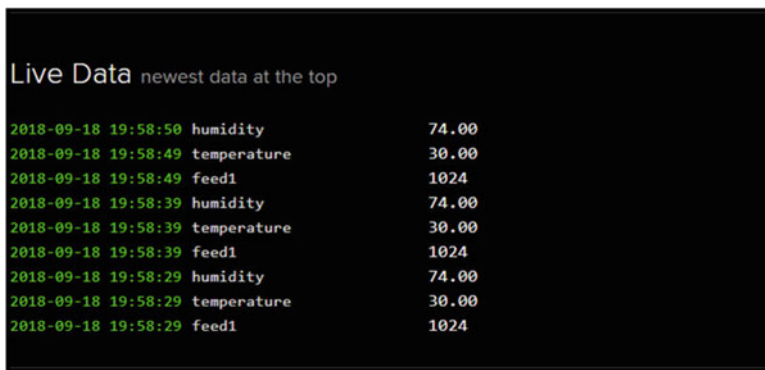 Live Data newest data at the top
2018-09-18 19:58:50 humidity 74.00
2018-09-18 19:58:49 temperature 30.00
2018-09-18 19:58:49 feed1 1024
2018-09-18 19:58:39 humidity 74.00
2018-09-18 19:58:39 temperature 30.00
2018-09-18 19:58:39 feed1 1024
2018-09-18 19:58:29 humidity 74.00
2018-09-18 19:58:29 temperature 30.00
2018-09-18 19:58:29 feed1 1024